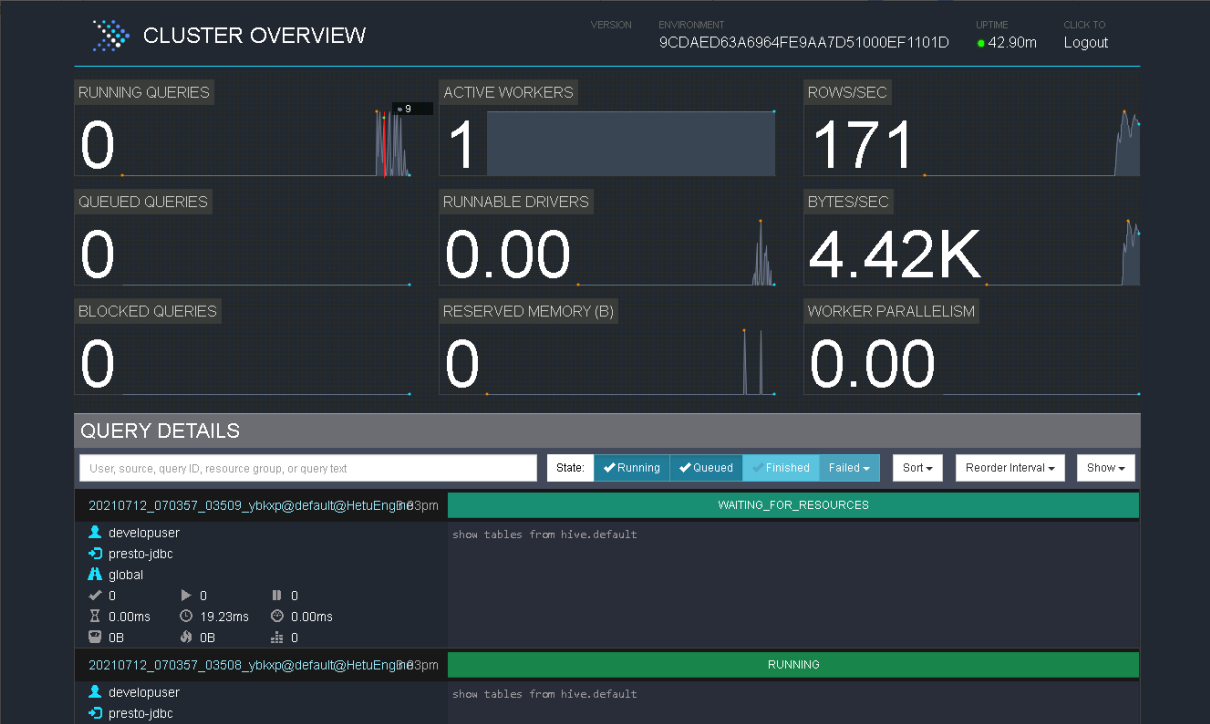 CLUSTER OVERVIEW
VERSION
ENVIRONMENT
9CDAED63A6964FE9AA7D51000EF1101D
UPTIME
42.90m
CLICK TO
Logout
RUNNING QUERIES
0
9
ACTIVE WORKERS
1
ROWS/SEC
171
QUEUED QUERIES
0
RUNNABLE DRIVERS
0.00
BYTES/SEC
4.42K
BLOCKED QUERIES
0
RESERVED MEMORY (B)
0
WORKER PARALLELISM
0.00
QUERY DETAILS
User, source, query ID, resource group, or query text
State: Running Queued Finished Failed Sort Reorder Interval Show
20210712_070357_03509_ybkxp@default@HetuEngine 3:03pm WAITING_FOR_RESOURCES
developuser show tables from hive.default
presto-jdbc
global
0 0 0
0.00ms 19.23ms 0.00ms
0B 0B 0
20210712_070357_03508_ybkxp@default@HetuEngine 3:03pm RUNNING
developuser show tables from hive.default
presto-jdbc